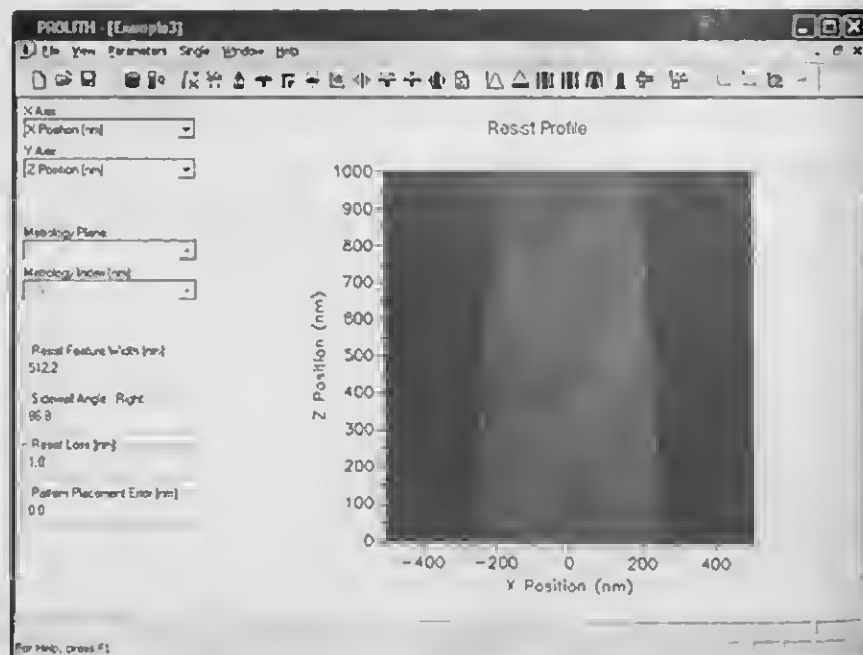 PROLITH - [Example3]
File View Parameters Single Window Help
X Axis
X Position [nm]
Y Axis
Z Position [nm]
Metrology Plane
Metrology Index [nm]
Resist Feature Width [nm]
512.2
Sidewall Angle - Right
86.8
Resist Loss [nm]
1.0
Pattern Placement Error [nm]
0.0
Resist Profile
1000
900
800
700
600
500
400
300
200
100
0
Z Position (nm)
-400 -200 0 200 400
X Position (nm)
For Help, press F1